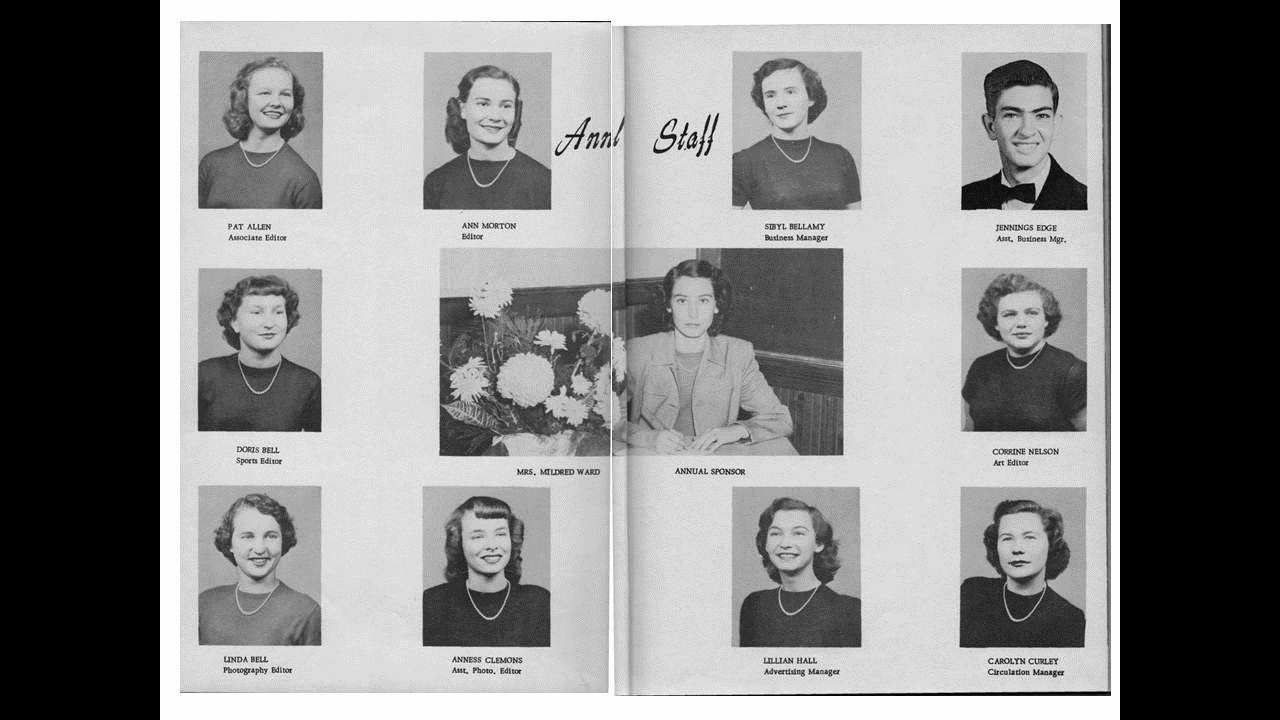 Annl Staff
PAT ALLEN
Associate Editor
ANN MORTON
Editor
SIBYL BELLAMY
Business Manager
JENNINGS EDGE
Asst. Business Mgr.
DORIS BELL
Sports Editor
MRS. MILDRED WARD
ANNUAL SPONSOR
CORRINE NELSON
Art Editor
LINDA BELL
Photography Editor
ANNESS CLEMONS
Asst. Photo. Editor
LILLIAN HALL
Advertising Manager
CAROLYN CURLEY
Circulation Manager